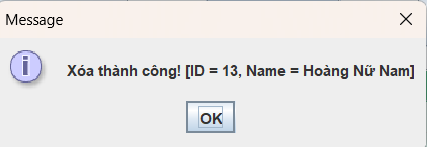 Message
Xóa thành công! [ID = 13, Name = Hoàng Nữ Nam]
OK